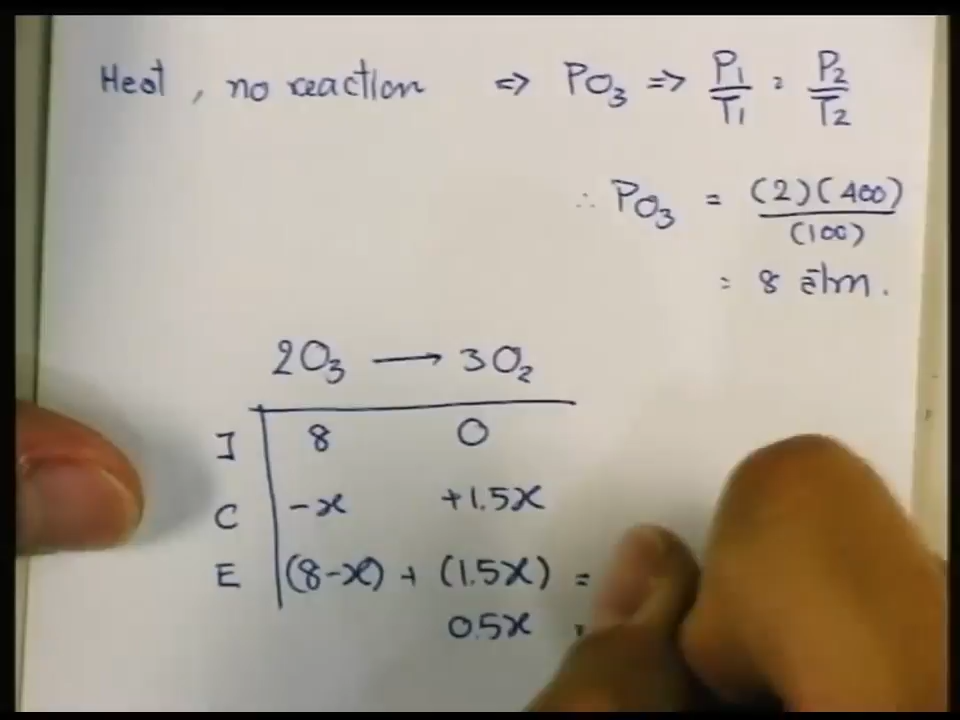 Heat, no reaction ⇒ PO₃ ⇒ P₁/T₁ = P₂/T₂
∴ PO₃ = (2)(400)/(100)
= 8 atm.
2O₃ → 3O₂
I 8 0
C -x +1.5x
E (8-x) + (1.5x) =
0.5x =